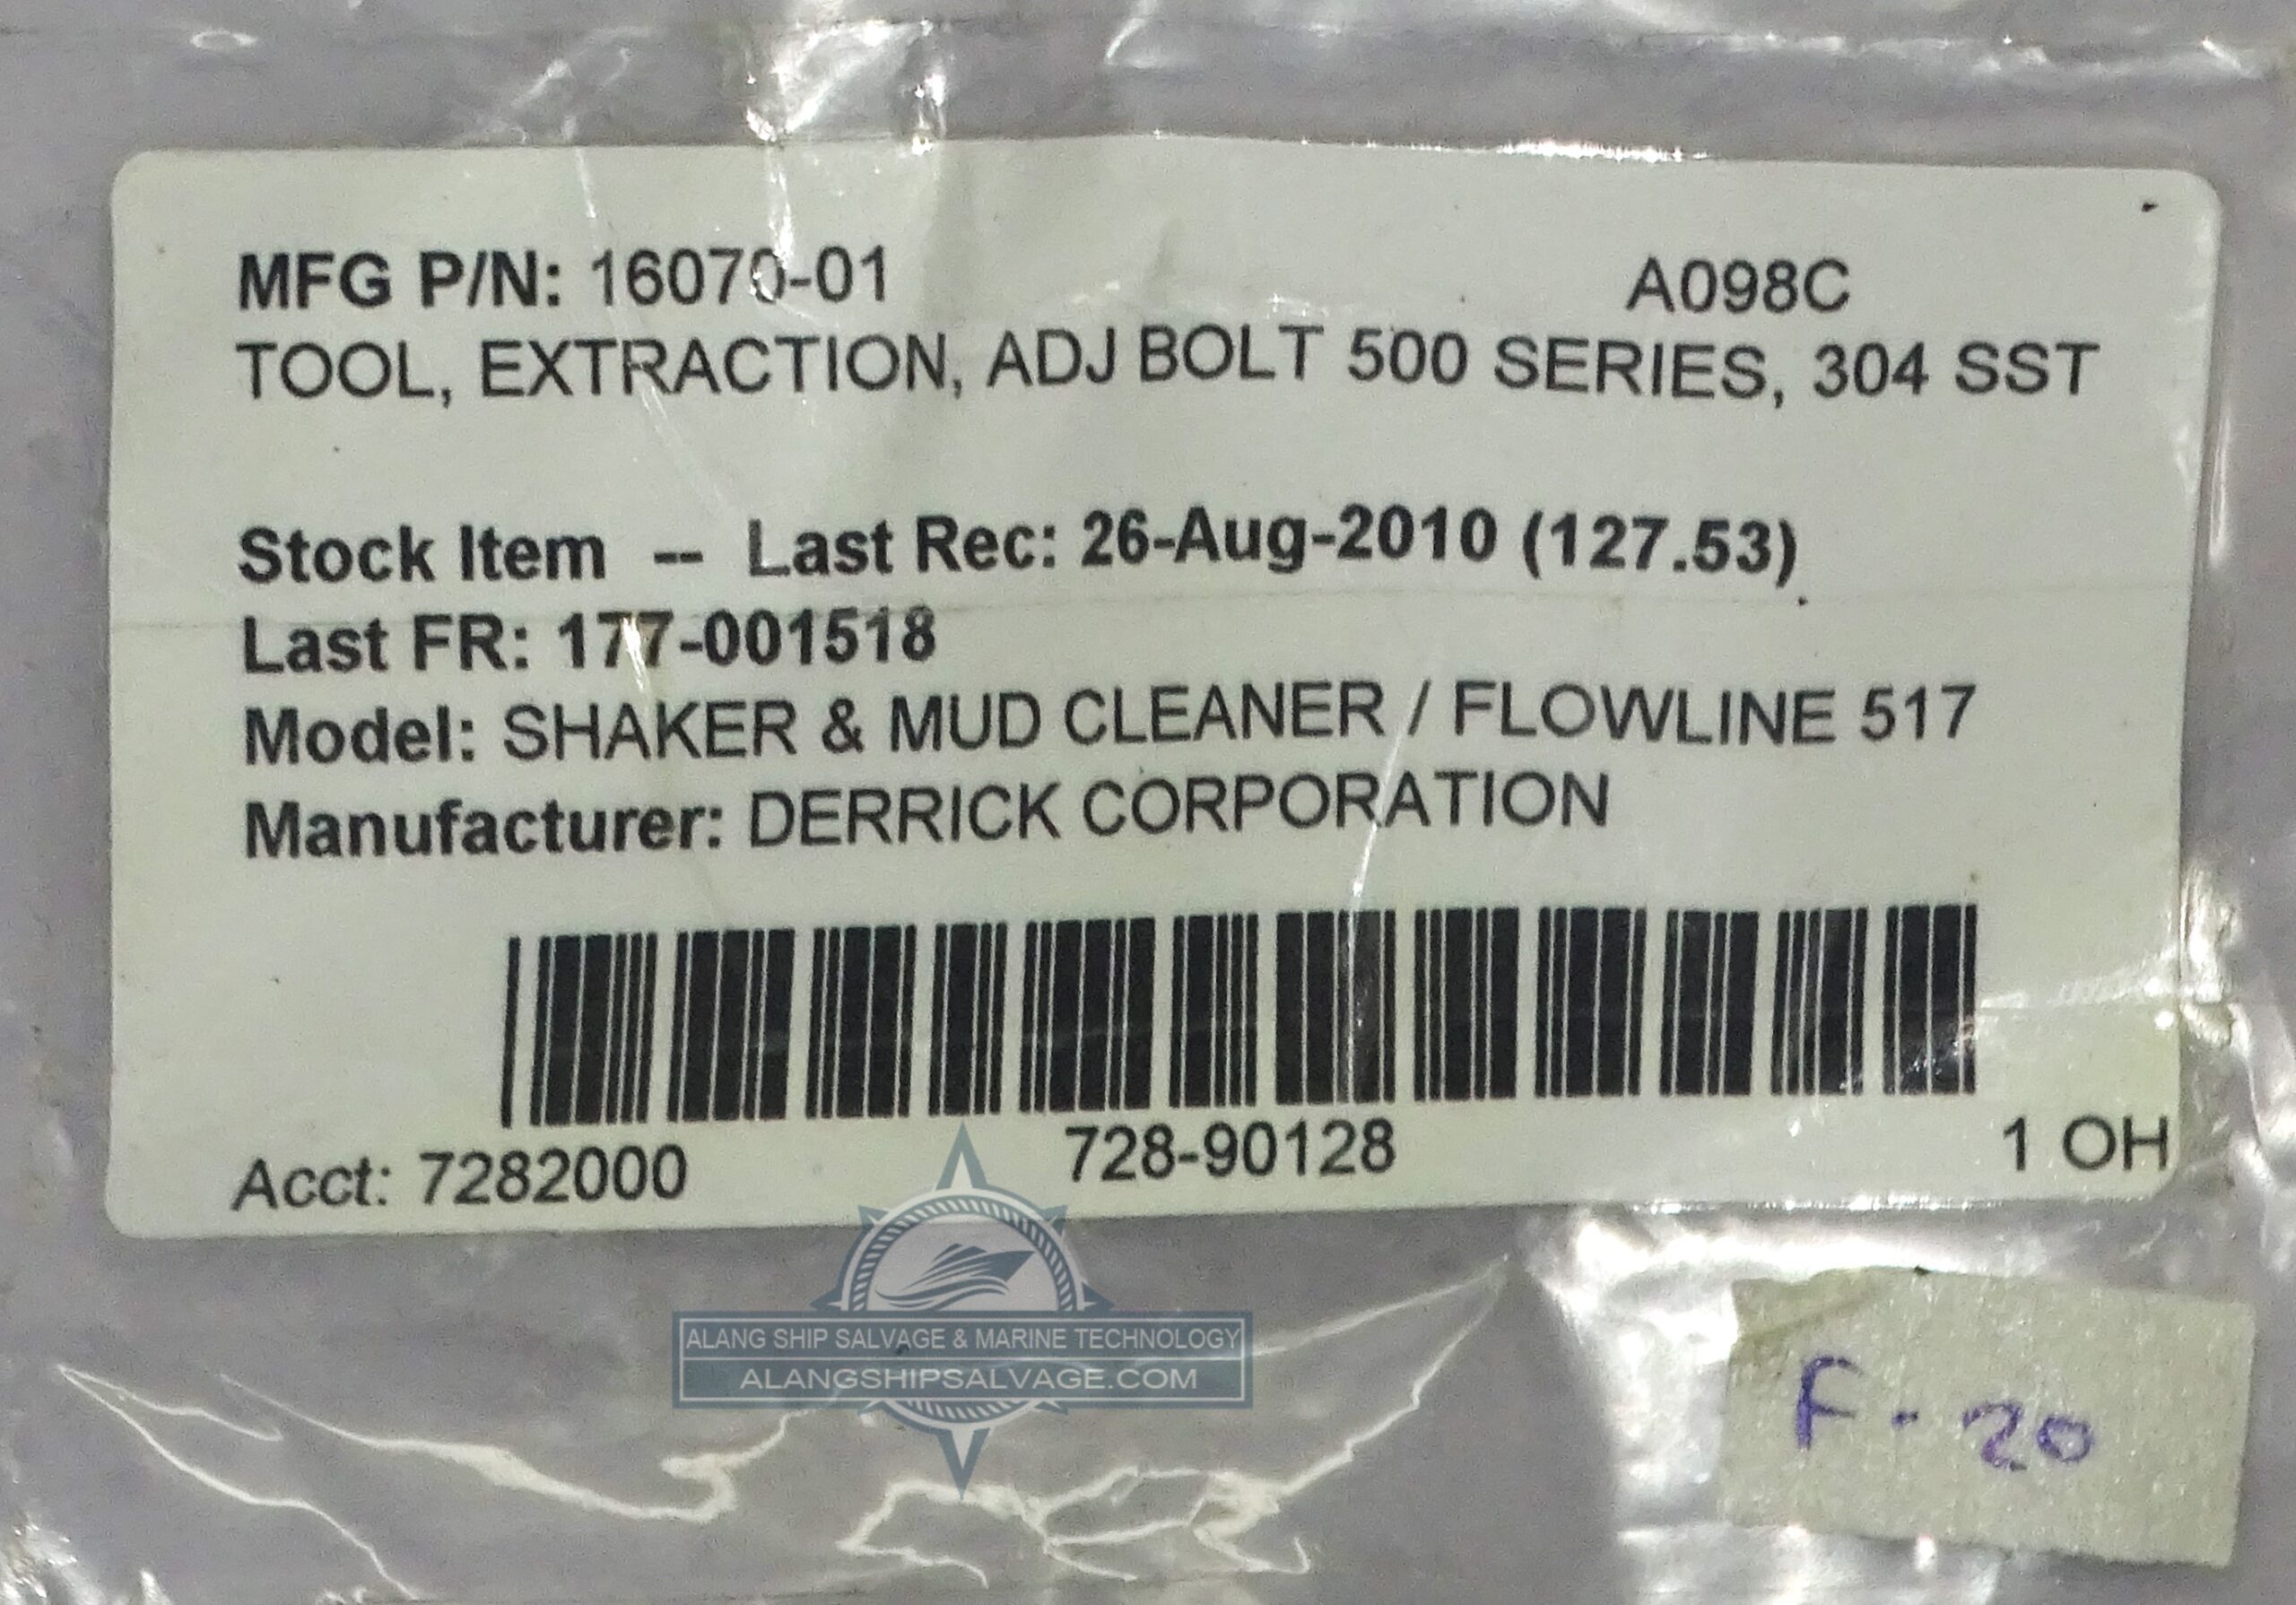 MFG P/N: 16070-01 A098C
TOOL, EXTRACTION, ADJ BOLT 500 SERIES, 304 SST
Stock Item -- Last Rec: 26-Aug-2010 (127.53)
Last FR: 177-001518
Model: SHAKER & MUD CLEANER / FLOWLINE 517
Manufacturer: DERRICK CORPORATION
Acct: 7282000 728-90128 1 OH
ALANG SHIP SALVAGE & MARINE TECHNOLOGY
ALANGSHIPSALVAGE.COM
F-20